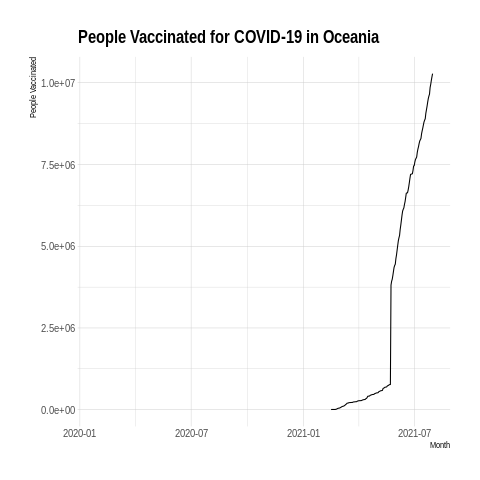 People Vaccinated for COVID-19 in Oceania
People Vaccinated
1.0e+07
7.5e+06
5.0e+06
2.5e+06
0.0e+00
2020-01 2020-07 2021-01 2021-07
Month